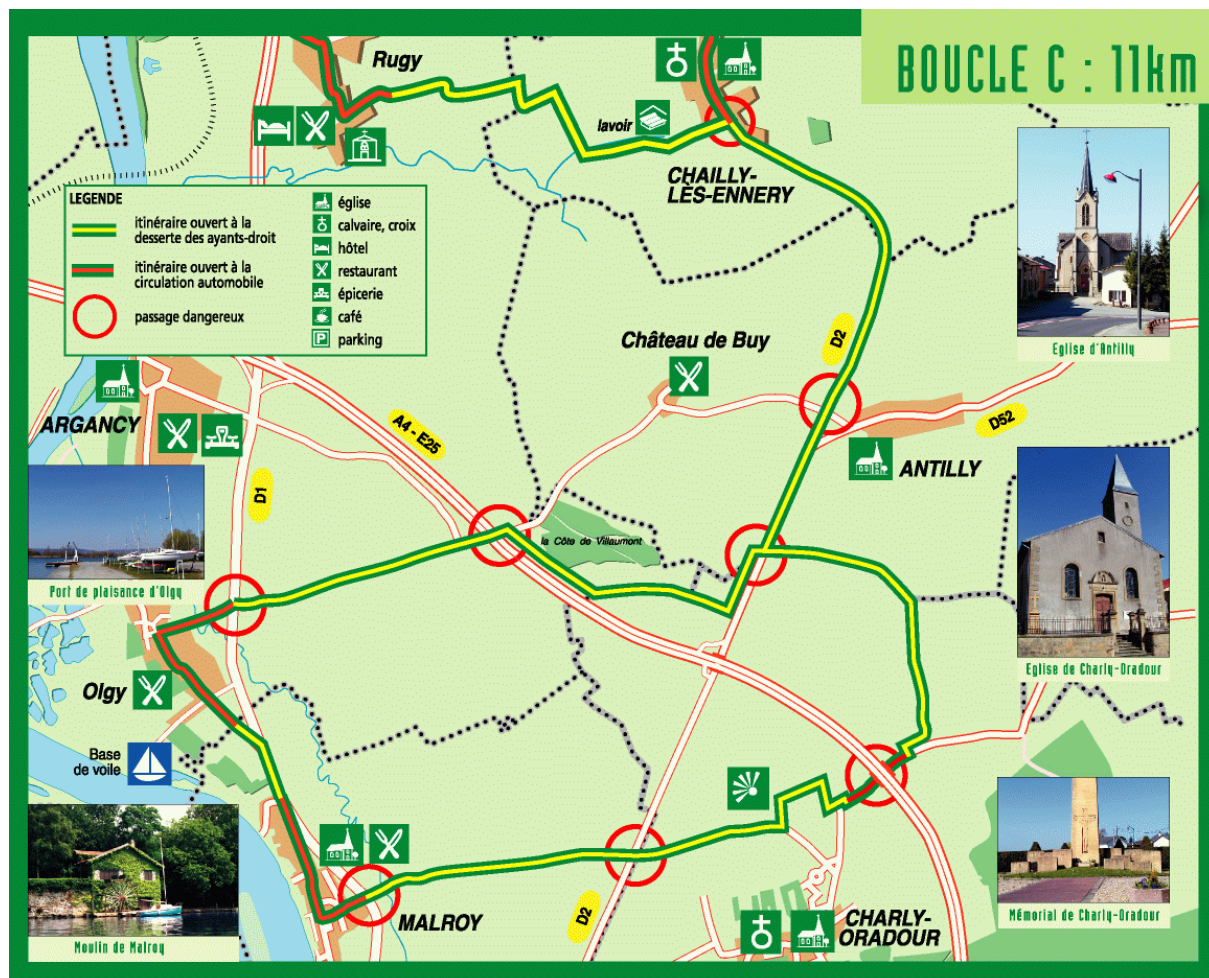 BOUCLE C : 11km
Rugy
lavoir
CHAILLY-
LÈS-ENNERY
LEGENDE
itinéraire ouvert à la
desserte des ayants-droit
itinéraire ouvert à la
circulation automobile
passage dangereux
église
calvaire, croix
hôtel
restaurant
épicerie
café
P parking
Eglise d'Antilly
Château de Buy
D2
ARGANCY
A4 - E25
D52
ANTILLY
D1
la Côte de Villaumont
Port de plaisance d'Olgy
Eglise de Charly-Oradour
Olgy
Base
de voile
MALROY
D2
CHARLY-
ORADOUR
Mémorial de Charly-Oradour
Moulin de Malroy